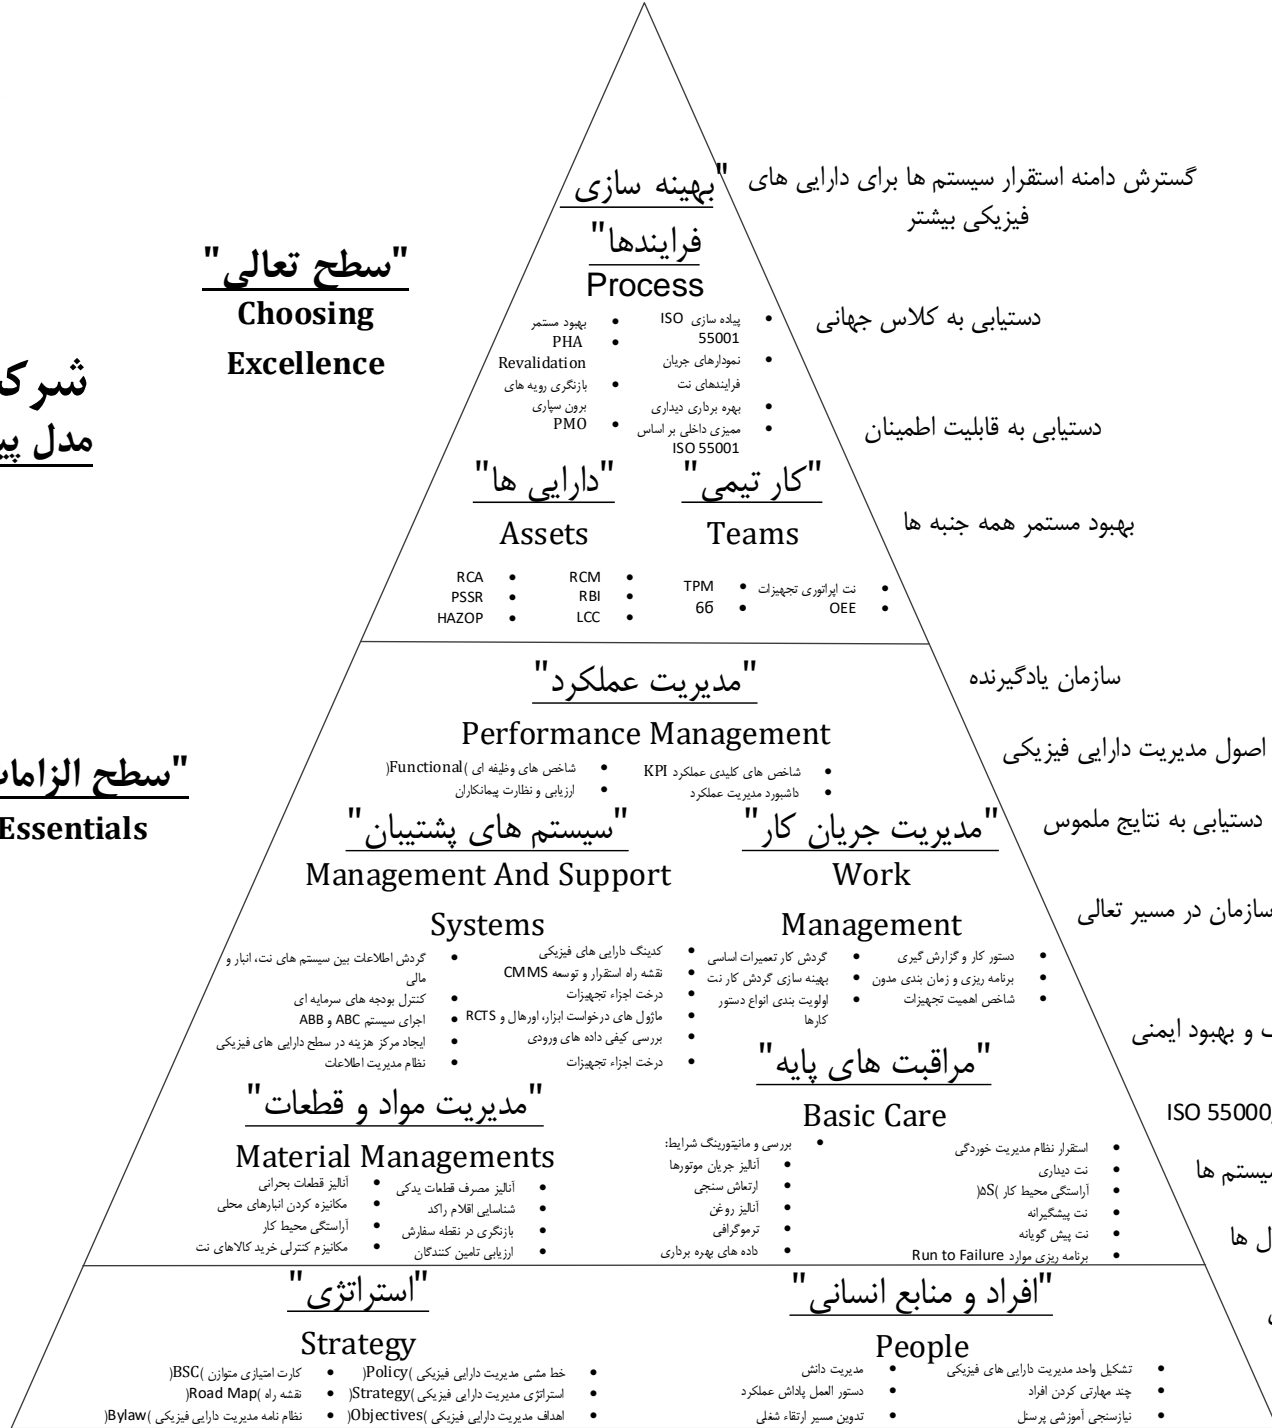 گسترش دامنه استقرار سیستم ها برای دارایی های
فیزیکی بیشتر
"بهینه سازی
فرایندها"
Process
"سطح تعالی"
Choosing
Excellence
دستیابی به کلاس جهانی
• پیاده سازی ISO
55001
• نمودارهای جریان
فرایندهای نت
• بهره برداری دیداری
• ممیزی داخلی بر اساس
ISO 55001
• بهبود مستمر
• PHA
Revalidation
• بازنگری رویه های
برون سپاری
• PMO
دستیابی به قابلیت اطمینان
"کار تیمی"
Teams
• نت اپراتوری تجهیزات
• OEE
• TPM
• 6б
"دارایی ها"
Assets
• RCM
• RBI
• LCC
• RCA
• PSSR
• HAZOP
بهبود مستمر همه جنبه ها
سازمان یادگیرنده
"مدیریت عملکرد"
Performance Management
• شاخص های کلیدی عملکرد KPI
• داشبورد مدیریت عملکرد
• شاخص های وظیفه ای )Functional(
• ارزیابی و نظارت پیمانکاران
اصول مدیریت دارایی فیزیکی
دستیابی به نتایج ملموس
Essentials
"مدیریت جریان کار"
Work
Management
• دستور کار و گزارش گیری
• برنامه ریزی و زمان بندی مدون
• شاخص اهمیت تجهیزات
• گردش کار تعمیرات اساسی
• بهینه سازی گردش کار نت
• اولویت بندی انواع دستور
کارها
"سیستم های پشتیبان"
Management And Support
Systems
• کدینگ دارایی های فیزیکی
• نقشه راه استقرار و توسعه CMMS
• درخت اجزاء تجهیزات
• ماژول های درخواست ابزار، اورهال و RCTS
• بررسی کیفی داده های ورودی
• درخت اجزاء تجهیزات
• گردش اطلاعات بین سیستم های نت، انبار و
مالی
• کنترل بودجه های سرمایه ای
• اجرای سیستم ABC و ABB
• ایجاد مرکز هزینه در سطح دارایی های فیزیکی
• نظام مدیریت اطلاعات
سازمان در مسیر تعالی
و بهبود ایمنی
ISO 55000
"مراقبت های پایه"
Basic Care
• استقرار نظام مدیریت خوردگی
• نت دیداری
• آراستگی محیط کار )۵S(
• نت پیشگیرانه
• نت پیش گویانه
• برنامه ریزی موارد Run to Failure
• بررسی و مانیتورینگ شرایط:
• آنالیز جریان موتورها
• ارتعاش سنجی
• آنالیز روغن
• ترموگرافی
• داده های بهره برداری
"مدیریت مواد و قطعات"
Material Managements
• آنالیز مصرف قطعات یدکی
• شناسایی اقلام راکد
• بازنگری در نقطه سفارش
• ارزیابی تامین کنندگان
• آنالیز قطعات بحرانی
• مکانیزه کردن انبارهای محلی
• آراستگی محیط کار
• مکانیزم کنترلی خرید کالاهای نت
"افراد و منابع انسانی"
People
• تشکیل واحد مدیریت دارایی های فیزیکی
• چند مهارتی کردن افراد
• نیازسنجی آموزشی پرسنل
• مدیریت دانش
• دستور العمل پاداش عملکرد
• تدوین مسیر ارتقاء شغلی
"استراتژی"
Strategy
• خط مشی مدیریت دارایی فیزیکی )Policy(
• استراتژی مدیریت دارایی فیزیکی )Strategy(
• اهداف مدیریت دارایی فیزیکی )Objectives(
• کارت امتیازی متوازن )BSC(
• نقشه راه )Road Map(
• نظام نامه مدیریت دارایی فیزیکی )Bylaw(